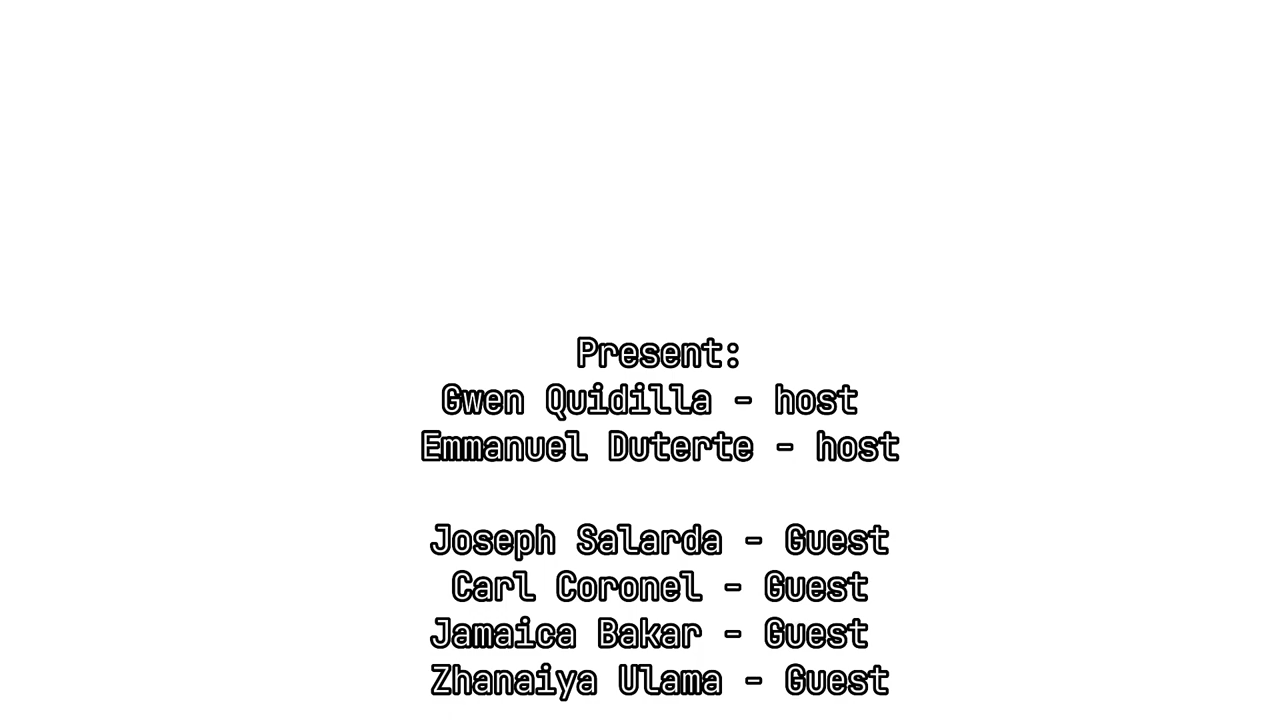 Present:
Gwen Quidilla - host
Emmanuel Duterte - host
Joseph Salarda - Guest
Carl Coronel - Guest
Jamaica Bakar - Guest
Zhanaiya Ulama - Guest